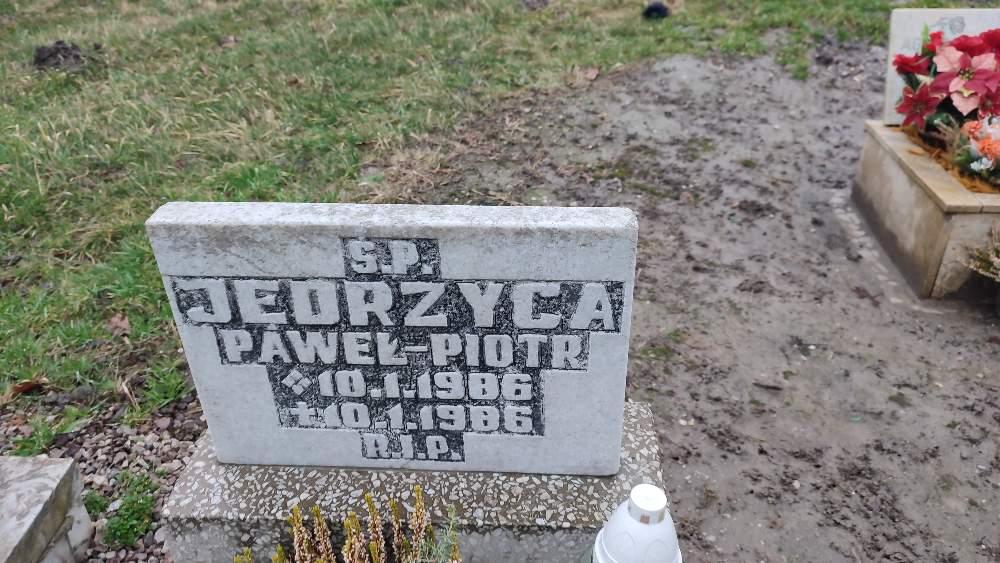 Ś.P.
JEDRZYCA
PAWEŁ-PIOTR
10.1.1986
10.1.1986
R.I.P.